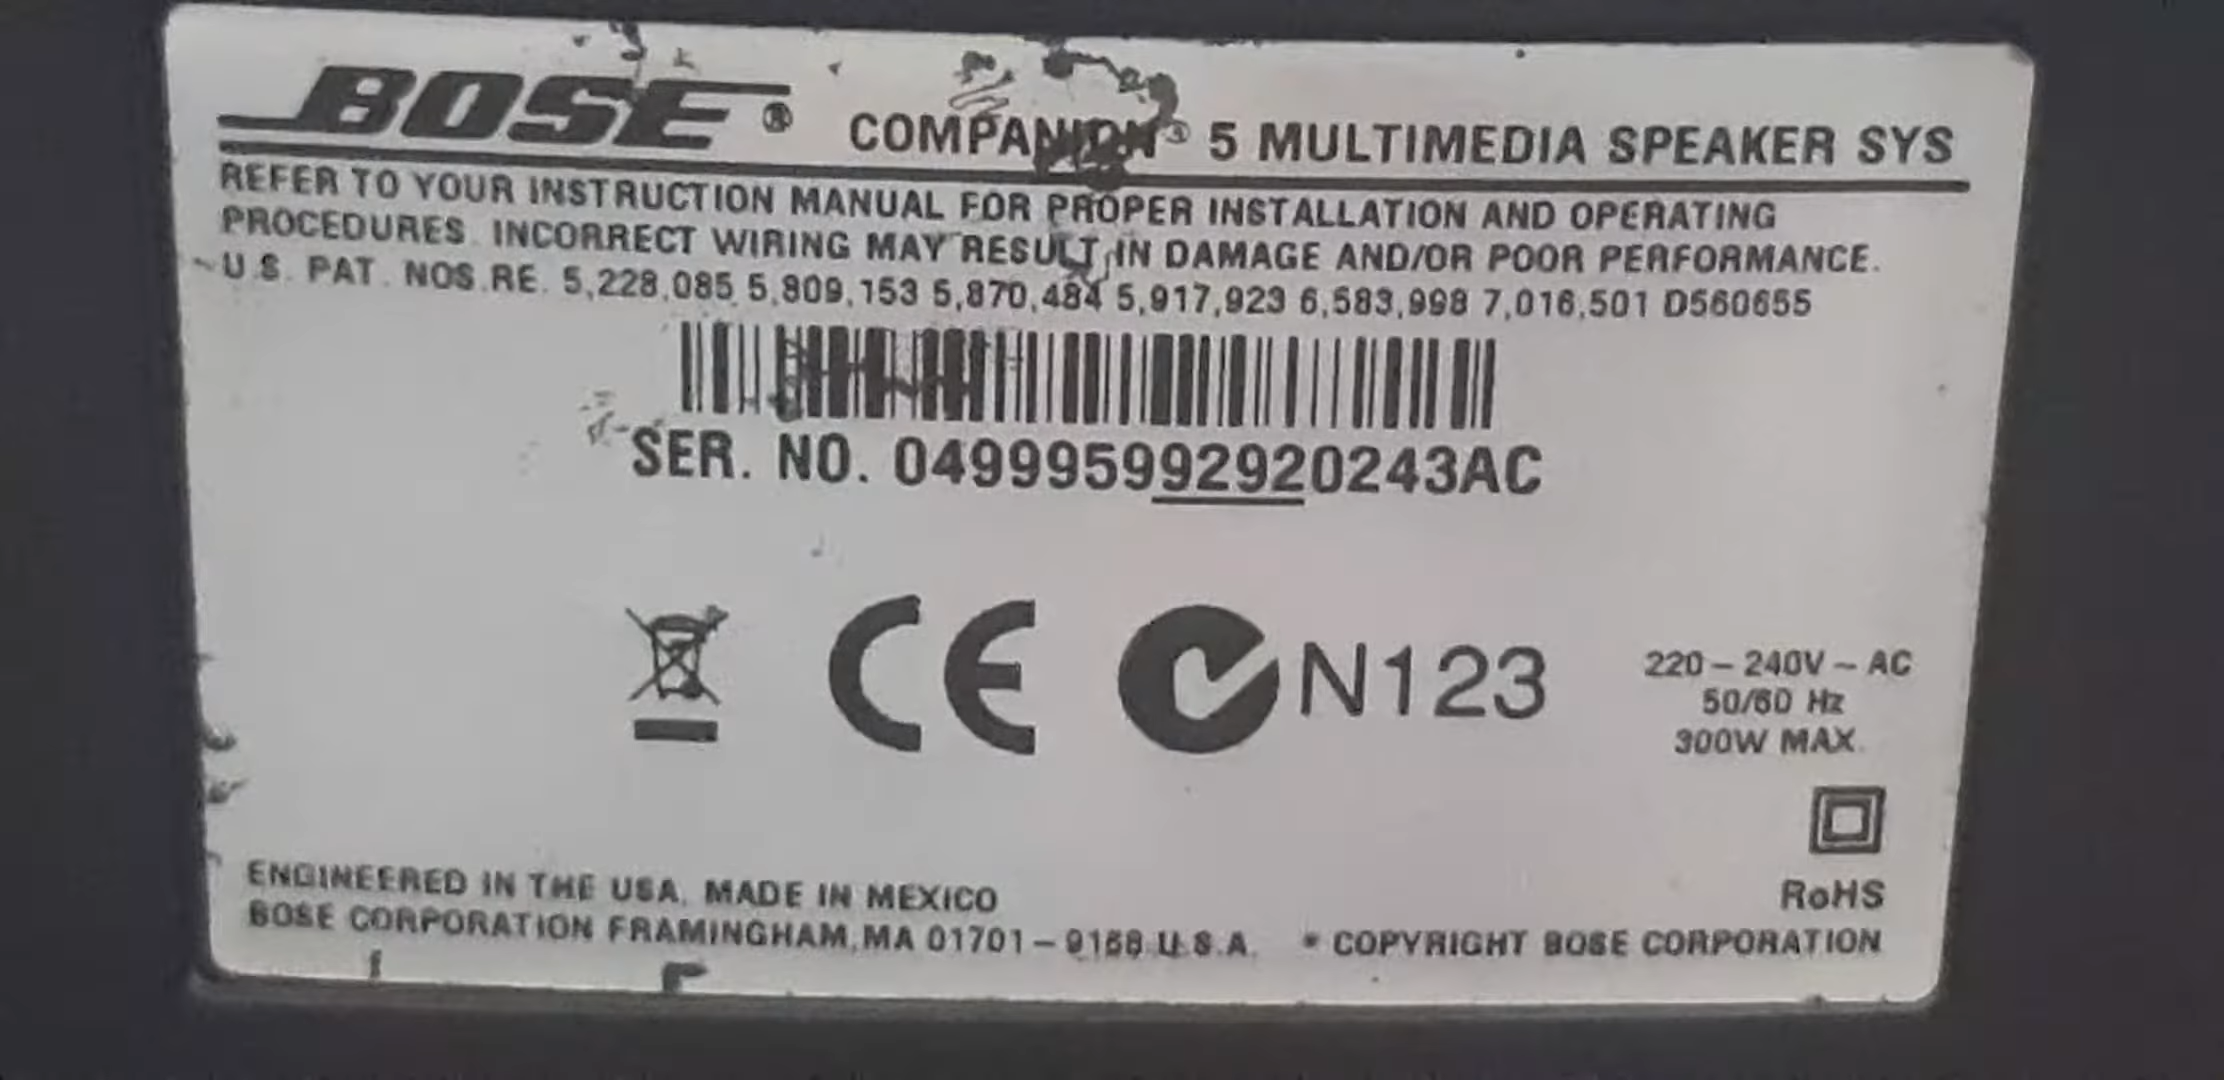 BOSE® COMPANION® 5 MULTIMEDIA SPEAKER SYS
REFER TO YOUR INSTRUCTION MANUAL FOR PROPER INSTALLATION AND OPERATING
PROCEDURES. INCORRECT WIRING MAY RESULT IN DAMAGE AND/OR POOR PERFORMANCE.
U.S. PAT. NOS.RE. 5,228,085 5,809,153 5,870,484 5,917,923 6,583,998 7,016,501 D560655
SER. NO. 049995992920243AC
CE N123
220 – 240V ~ AC
50/60 Hz
300W MAX.
RoHS
ENGINEERED IN THE USA, MADE IN MEXICO
BOSE CORPORATION FRAMINGHAM, MA 01701 – 9168 U.S.A. * COPYRIGHT BOSE CORPORATION